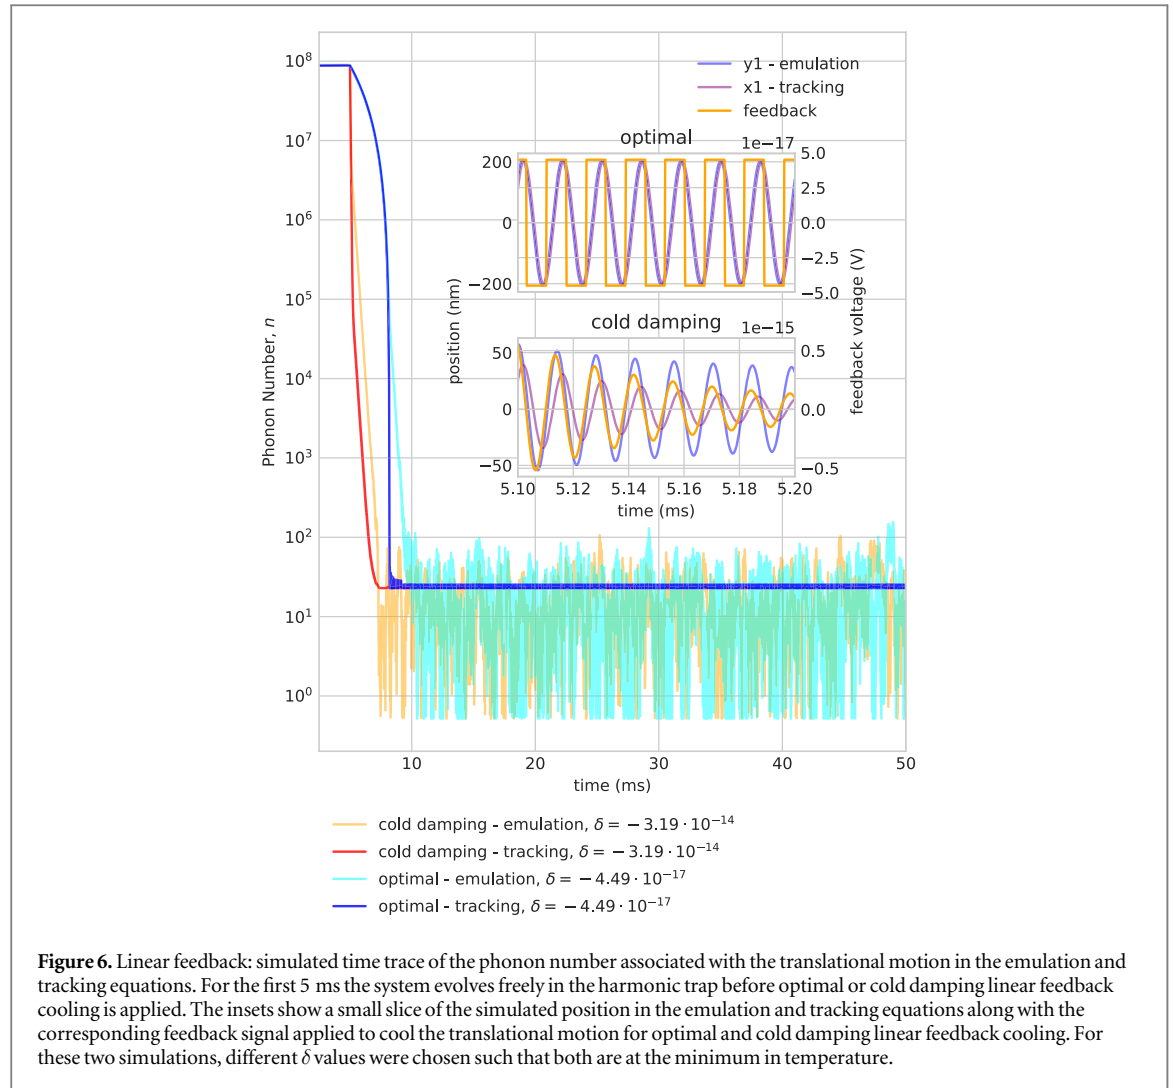 10⁸
10⁷
10⁶
10⁵
10⁴
10³
10²
10¹
10⁰
Phonon Number, n
y1 - emulation
x1 - tracking
feedback
optimal
1e−17
200
0
−200
5.0
2.5
0.0
−2.5
−5.0
position (nm)
feedback voltage (V)
cold damping
1e−15
50
0
−50
0.5
0.0
−0.5
5.10 5.12 5.14 5.16 5.18 5.20
time (ms)
10 20 30 40 50
time (ms)
cold damping - emulation, δ = −3.19 · 10⁻¹⁴
cold damping - tracking, δ = −3.19 · 10⁻¹⁴
optimal - emulation, δ = −4.49 · 10⁻¹⁷
optimal - tracking, δ = −4.49 · 10⁻¹⁷
Figure 6. Linear feedback: simulated time trace of the phonon number associated with the translational motion in the emulation and
tracking equations. For the first 5 ms the system evolves freely in the harmonic trap before optimal or cold damping linear feedback
cooling is applied. The insets show a small slice of the simulated position in the emulation and tracking equations along with the
corresponding feedback signal applied to cool the translational motion for optimal and cold damping linear feedback cooling. For
these two simulations, different δ values were chosen such that both are at the minimum in temperature.